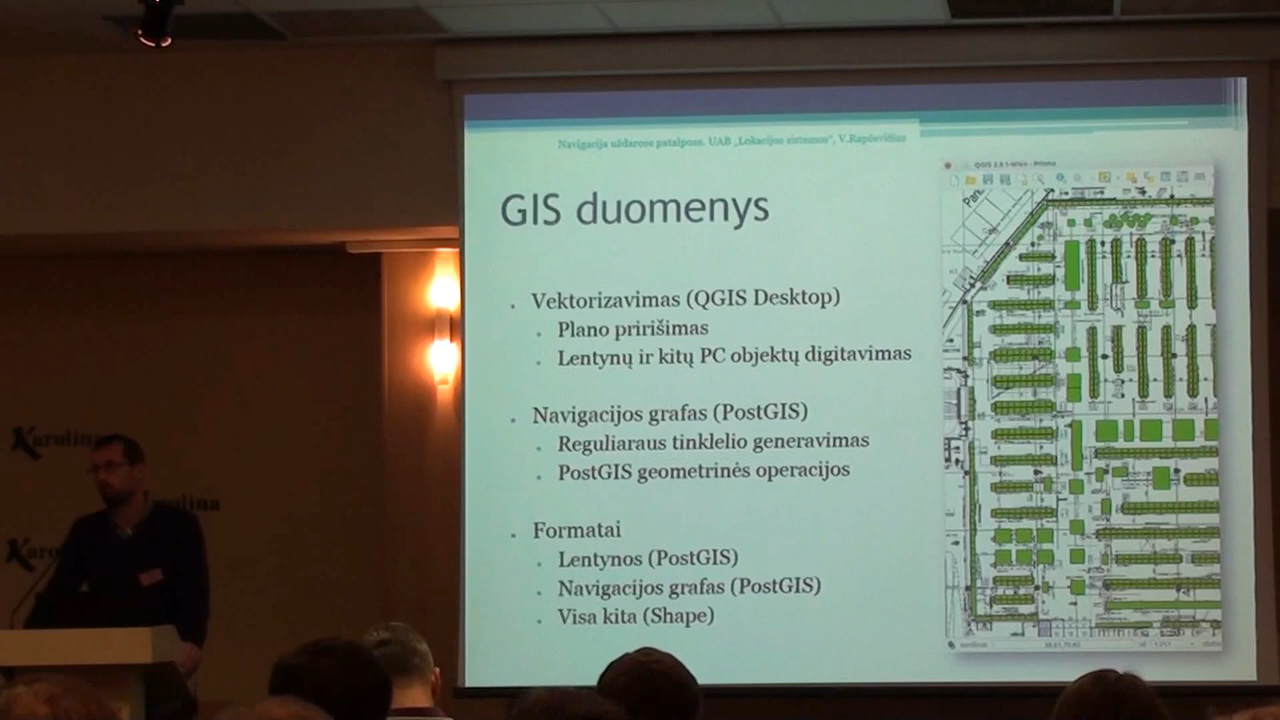 Navigacija uždarose patalpose. UAB „Lokacijos sistemos“, V.Rapševičius
GIS duomenys
Vektorizavimas (QGIS Desktop)
Plano pririšimas
Lentynų ir kitų PC objektų digitavimas
Navigacijos grafas (PostGIS)
Reguliaraus tinklelio generavimas
PostGIS geometrinės operacijos
Formatai
Lentynos (PostGIS)
Navigacijos grafas (PostGIS)
Visa kita (Shape)
Karolina
Karolina
Karo